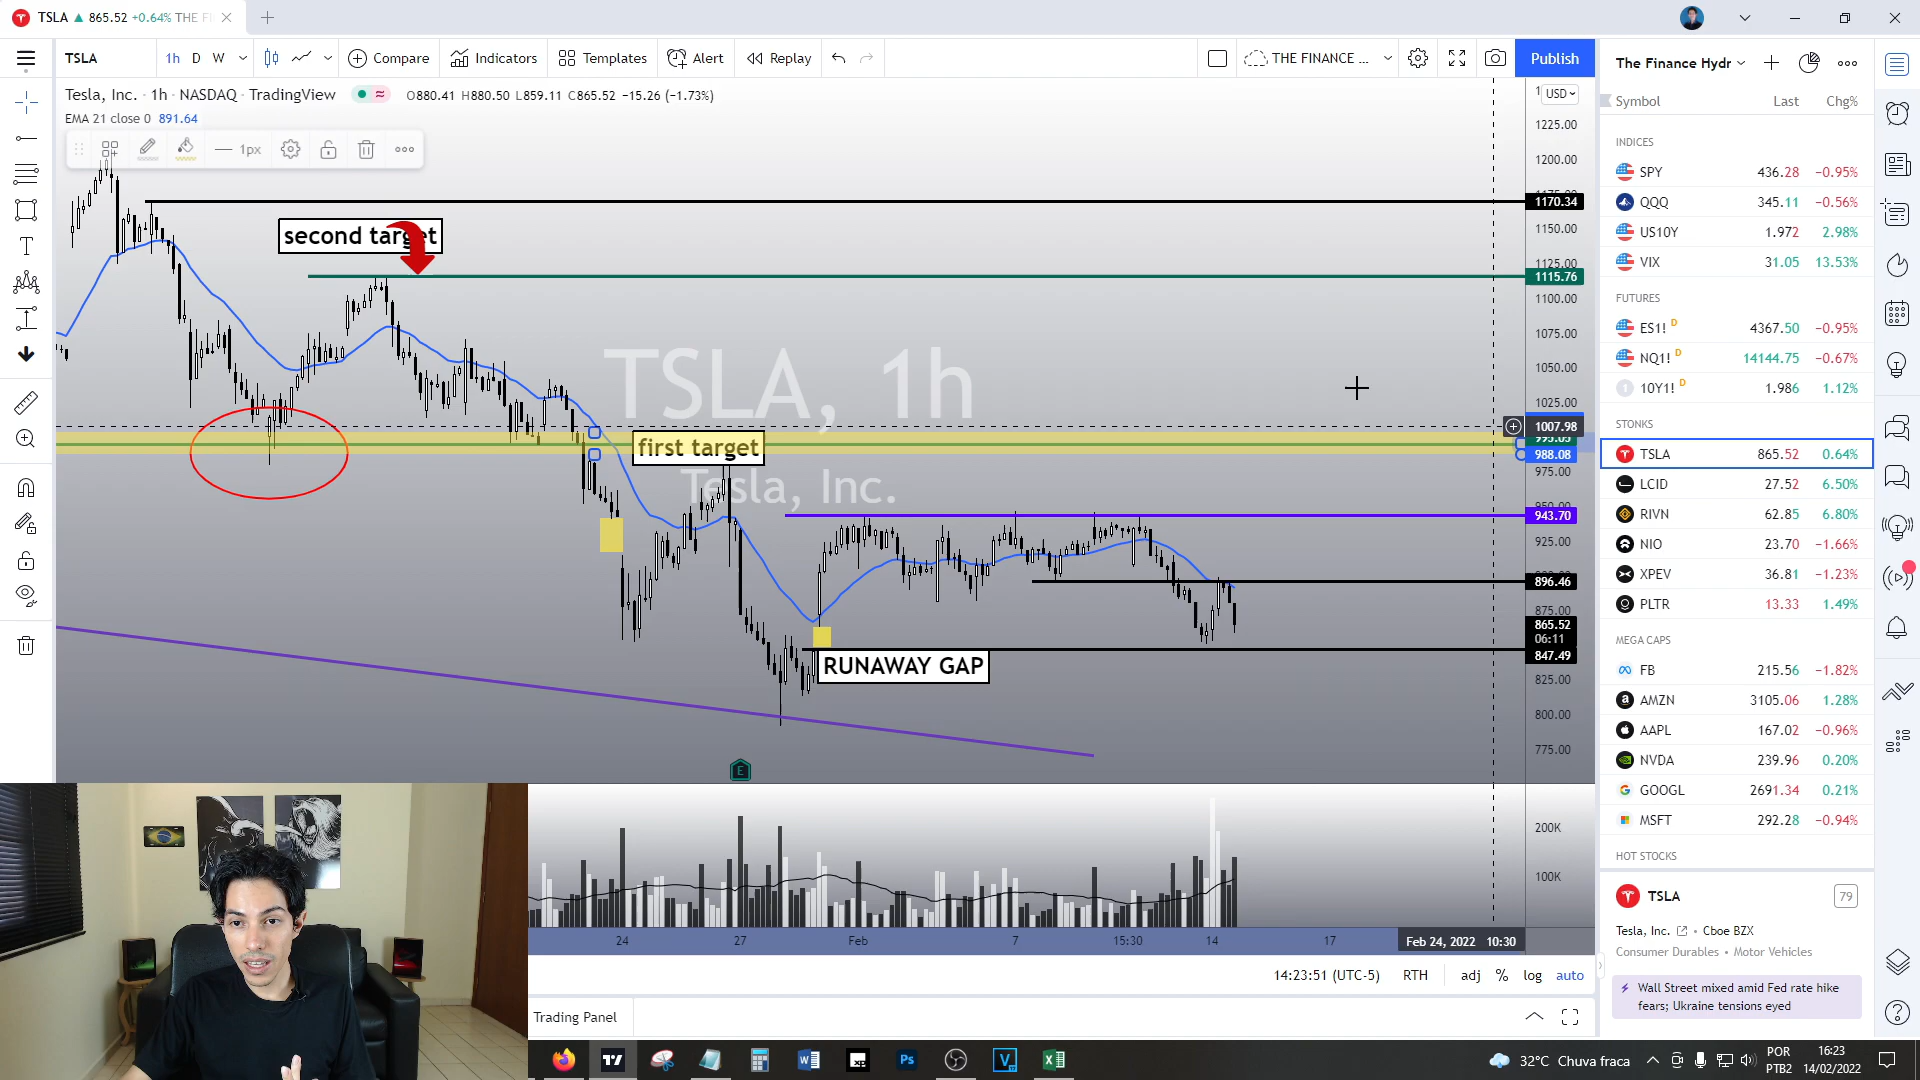 TSLA ▲ 865.52 +0.64% THE F
TSLA
1h D W
Compare
Indicators
Templates
Alert
Replay
THE FINANCE ...
Publish
Tesla, Inc. · 1h · NASDAQ · TradingView
O880.41 H880.50 L859.11 C865.52 −15.26 (−1.73%)
EMA 21 close 0 891.64
1px
USD
1225.00
1200.00
1170.34
1150.00
1125.00
1115.76
1100.00
1075.00
1050.00
1025.00
1007.98
995.05
988.08
975.00
943.70
925.00
896.46
875.00
865.52
06:11
847.49
825.00
800.00
775.00
second target
TSLA, 1h
first target
Tesla, Inc.
RUNAWAY GAP
E
200K
100K
24 27 Feb 7 15:30 14 17 Feb 24, 2022 10:30
14:23:51 (UTC-5) RTH adj % log auto
Trading Panel
The Finance Hydr
Symbol Last Chg%
INDICES
SPY 436.28 −0.95%
QQQ 345.11 −0.56%
US10Y 1.972 2.98%
VIX 31.05 13.53%
FUTURES
ES1! D 4367.50 −0.95%
NQ1! D 14144.75 −0.67%
10Y1! D 1.986 1.12%
STONKS
TSLA 865.52 0.64%
LCID 27.52 6.50%
RIVN 62.85 6.80%
NIO 23.70 −1.66%
XPEV 36.81 −1.23%
PLTR 13.33 1.49%
MEGA CAPS
FB 215.56 −1.82%
AMZN 3105.06 1.28%
AAPL 167.02 −0.96%
NVDA 239.96 0.20%
GOOGL 2691.34 0.21%
MSFT 292.28 −0.94%
HOT STOCKS
TSLA 79
Tesla, Inc. • Cboe BZX
Consumer Durables • Motor Vehicles
Wall Street mixed amid Fed rate hike
fears; Ukraine tensions eyed
32°C Chuva fraca
POR
PTB2
16:23
14/02/2022